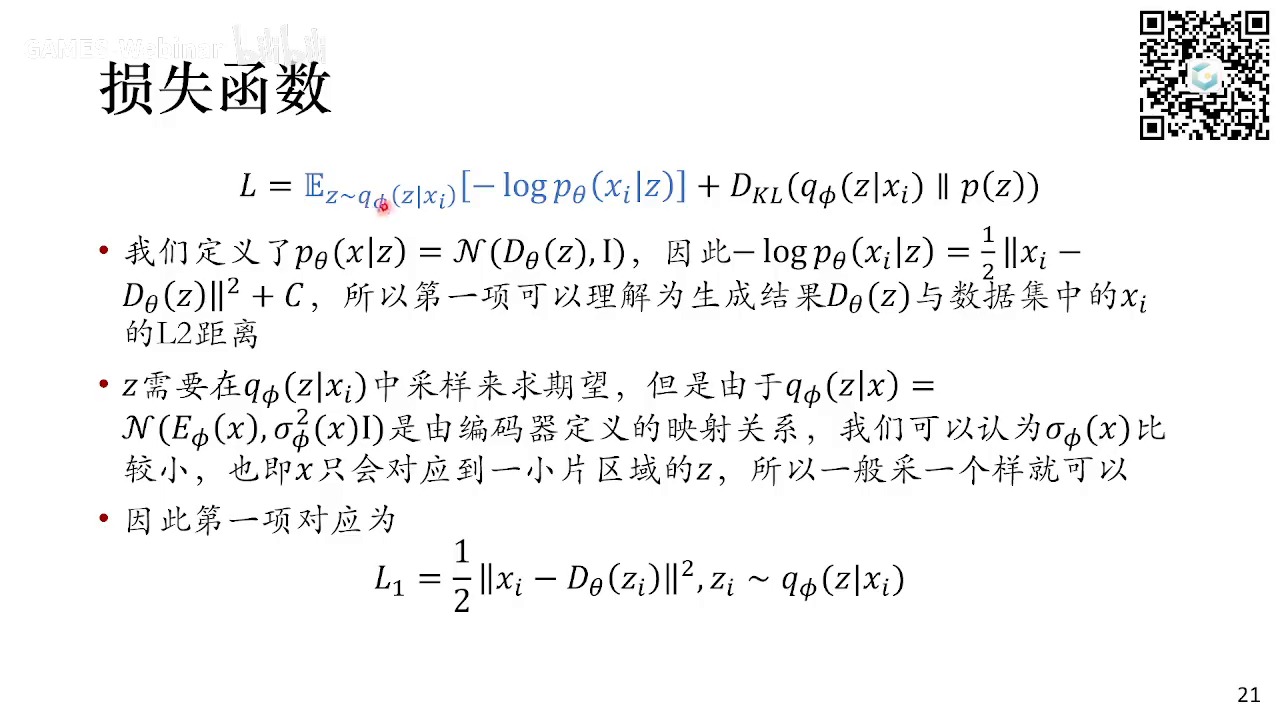 GAMES Webinar
损失函数
L = 𝔼_{z~q_ϕ(z|x_i)}[−log p_θ(x_i|z)] + D_{KL}(q_ϕ(z|x_i) ∥ p(z))
• 我们定义了p_θ(x|z) = 𝒩(D_θ(z), I)，因此−log p_θ(x_i|z) = \frac{1}{2}‖x_i −
D_θ(z)‖² + C，所以第一项可以理解为生成结果D_θ(z)与数据集中的x_i
的L2距离
• z需要在q_ϕ(z|x_i)中采样来求期望，但是由于q_ϕ(z|x) =
𝒩(E_ϕ(x), σ_ϕ^2(x)I)是由编码器定义的映射关系，我们可以认为σ_ϕ(x)比
较小，也即x只会对应到一小片区域的z，所以一般采一个样就可以
• 因此第一项对应为
L_1 = \frac{1}{2}‖x_i − D_θ(z_i)‖², z_i ~ q_ϕ(z|x_i)
21